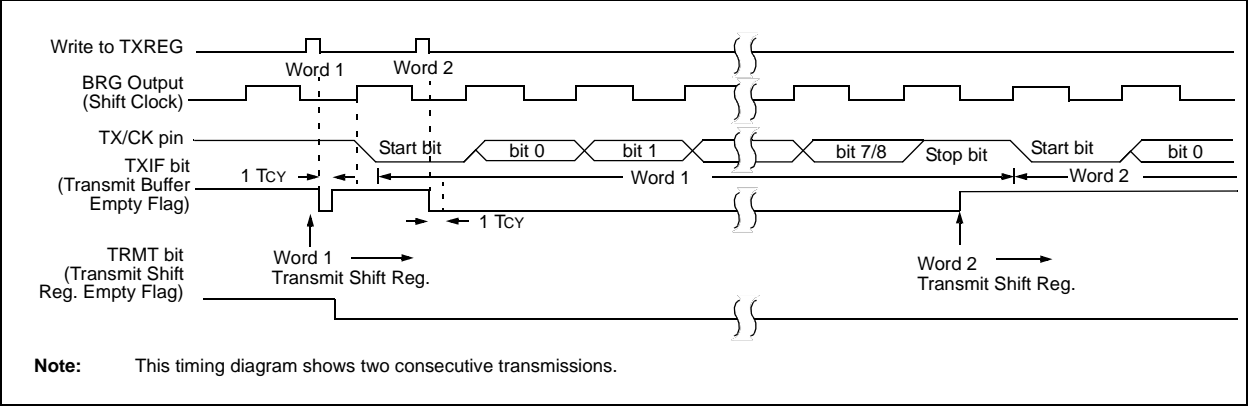 Write to TXREG
Word 1
Word 2
BRG Output
(Shift Clock)
TX/CK pin
Start bit
bit 0
bit 1
bit 7/8
Stop bit
Start bit
bit 0
TXIF bit
(Transmit Buffer
Empty Flag)
1 TCY
Word 1
Word 2
1 TCY
TRMT bit
(Transmit Shift
Reg. Empty Flag)
Word 1
Transmit Shift Reg.
Word 2
Transmit Shift Reg.
Note: This timing diagram shows two consecutive transmissions.